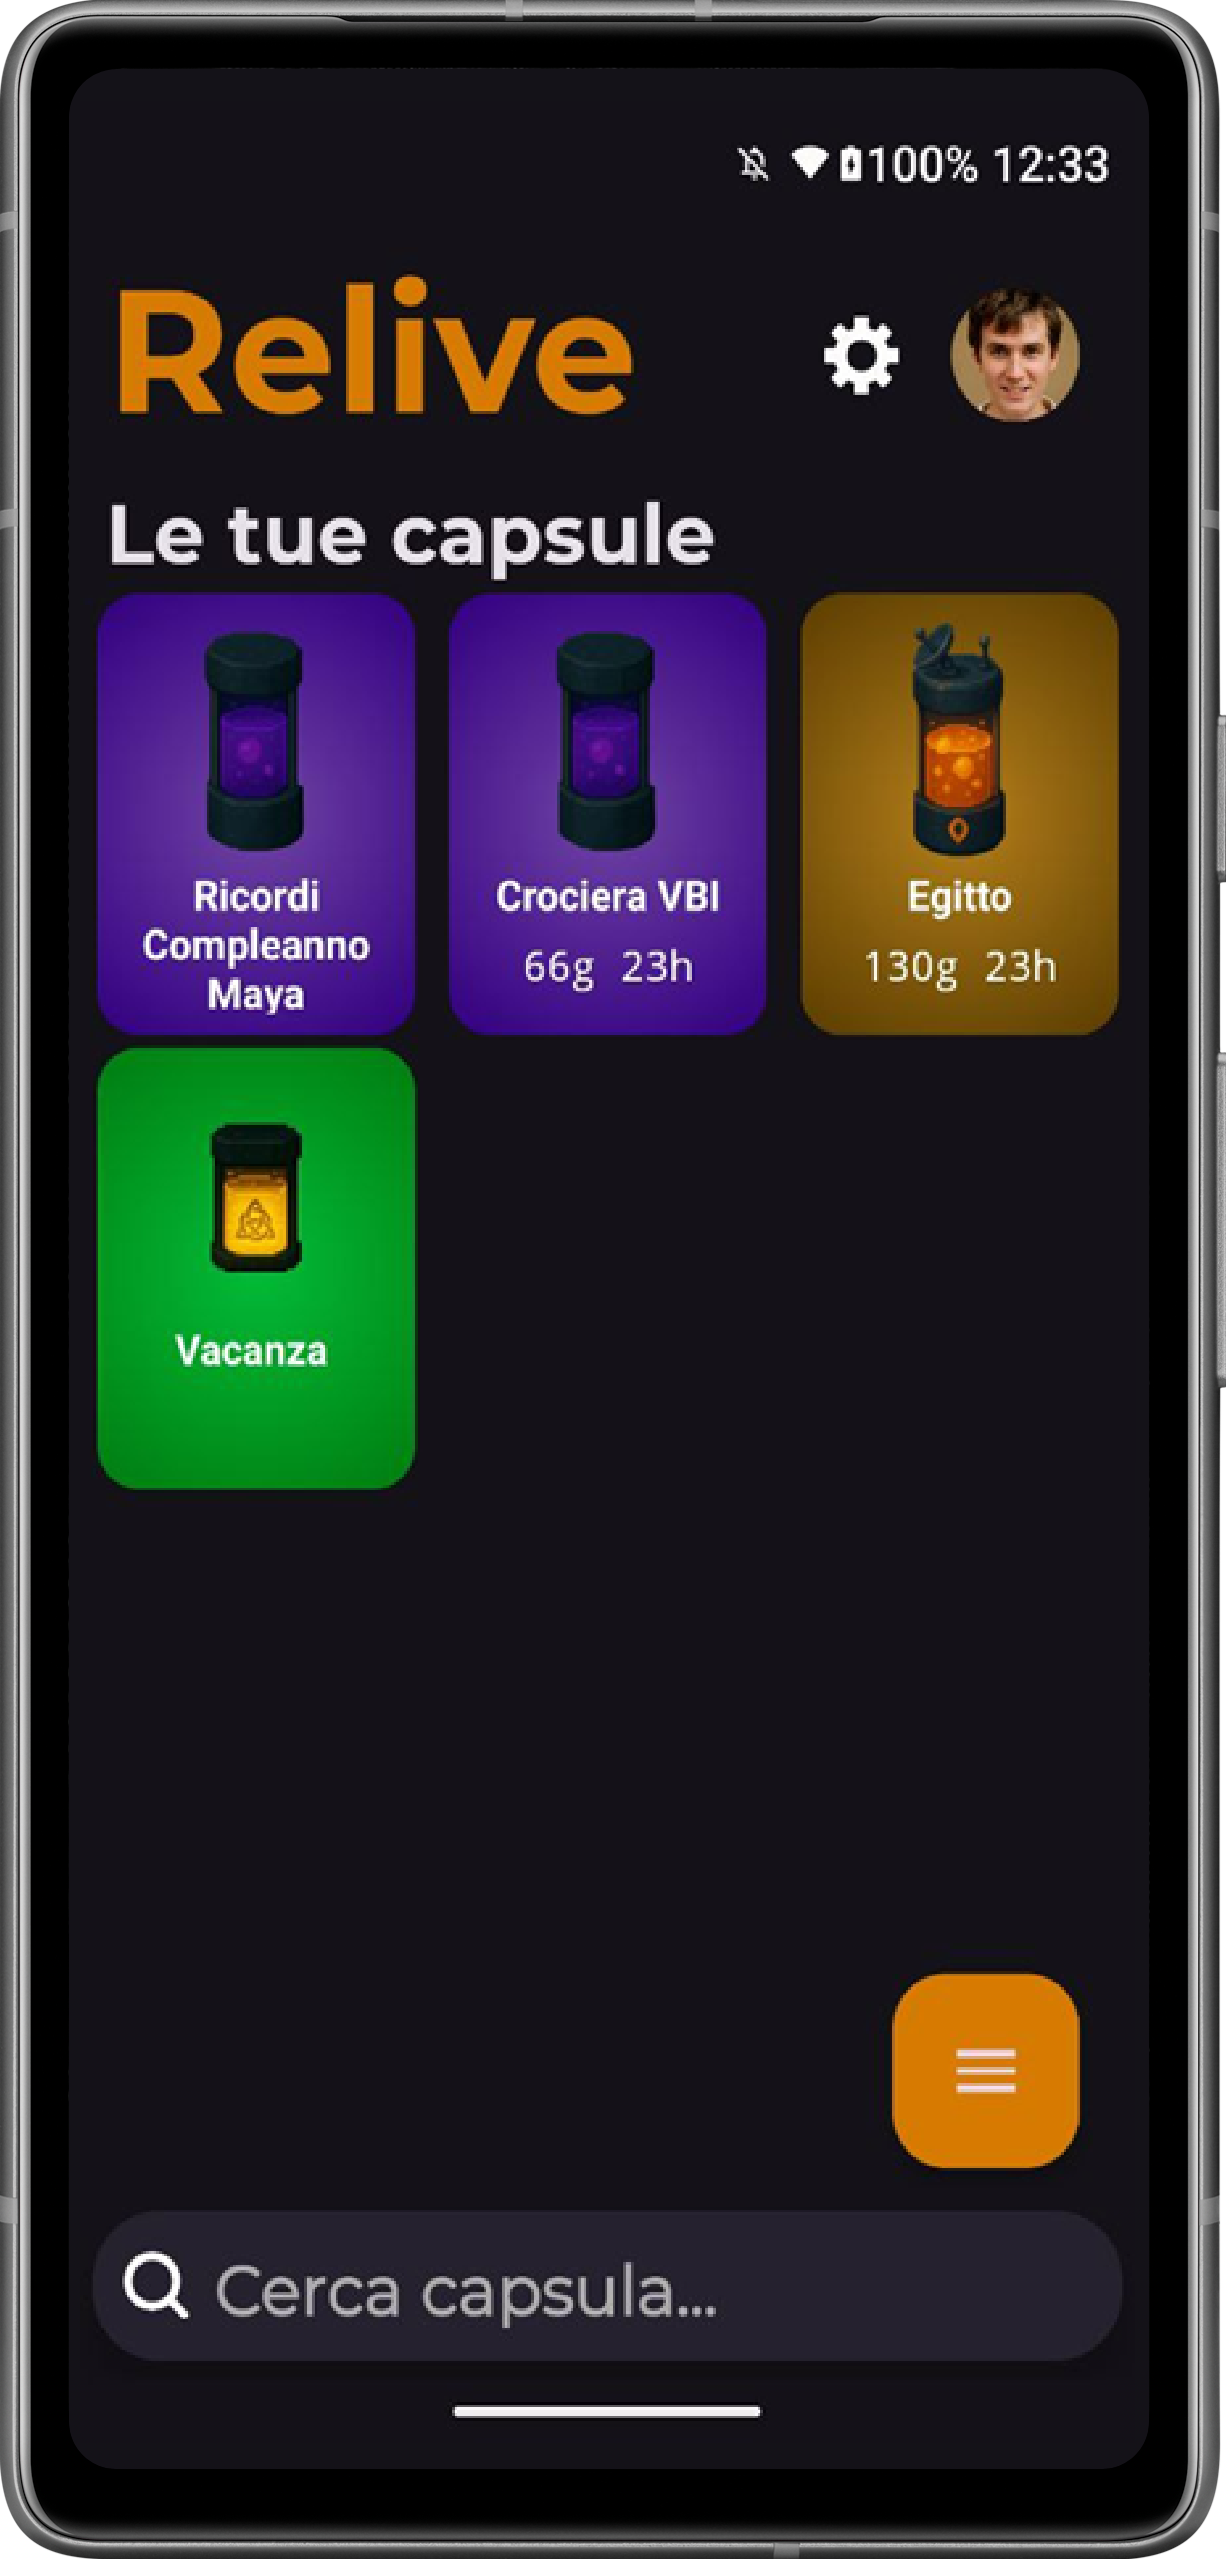 100% 12:33
Relive
Le tue capsule
Ricordi
Compleanno
Maya
Crociera VBI
66g 23h
Egitto
130g 23h
Vacanza
Cerca capsula...